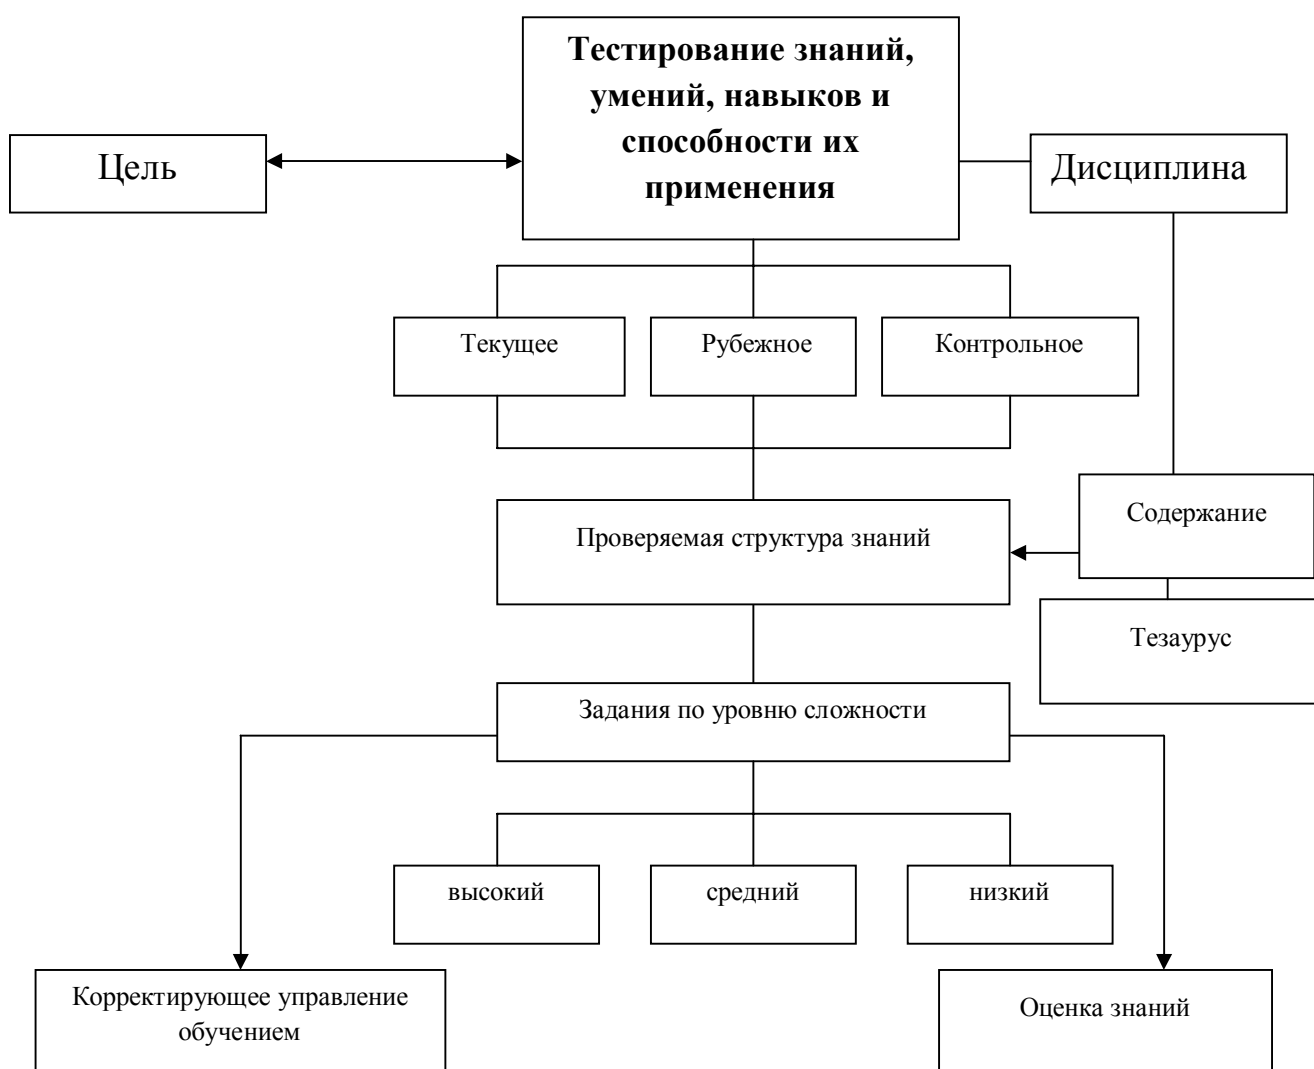 Тестирование знаний,
умений, навыков и
способности их
применения
Цель
Дисциплина
Текущее
Рубежное
Контрольное
Содержание
Проверяемая структура знаний
Тезаурус
Задания по уровню сложности
высокий
средний
низкий
Корректирующее управление
обучением
Оценка знаний